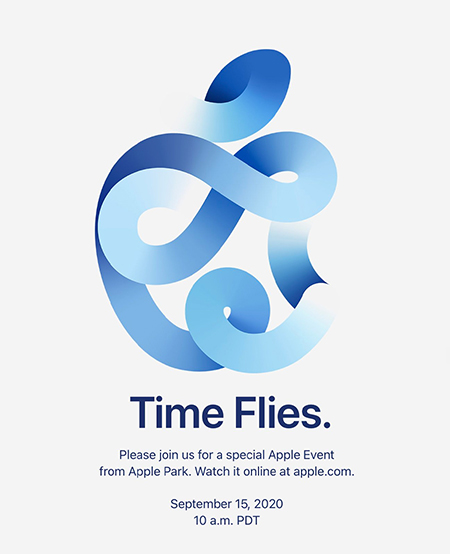 Time Flies.
Please join us for a special Apple Event
from Apple Park. Watch it online at apple.com.
September 15, 2020
10 a.m. PDT